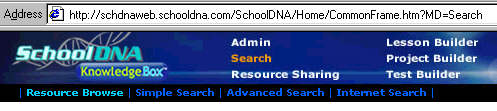 Address http://schdnaweb.schooldna.com/SchoolDNA/Home/CommonFrame.htm?MD=Search
SchoolDNA
KnowledgeBox™
Admin Lesson Builder
Search Project Builder
Resource Sharing Test Builder
| Resource Browse | Simple Search | Advanced Search | Internet Search |